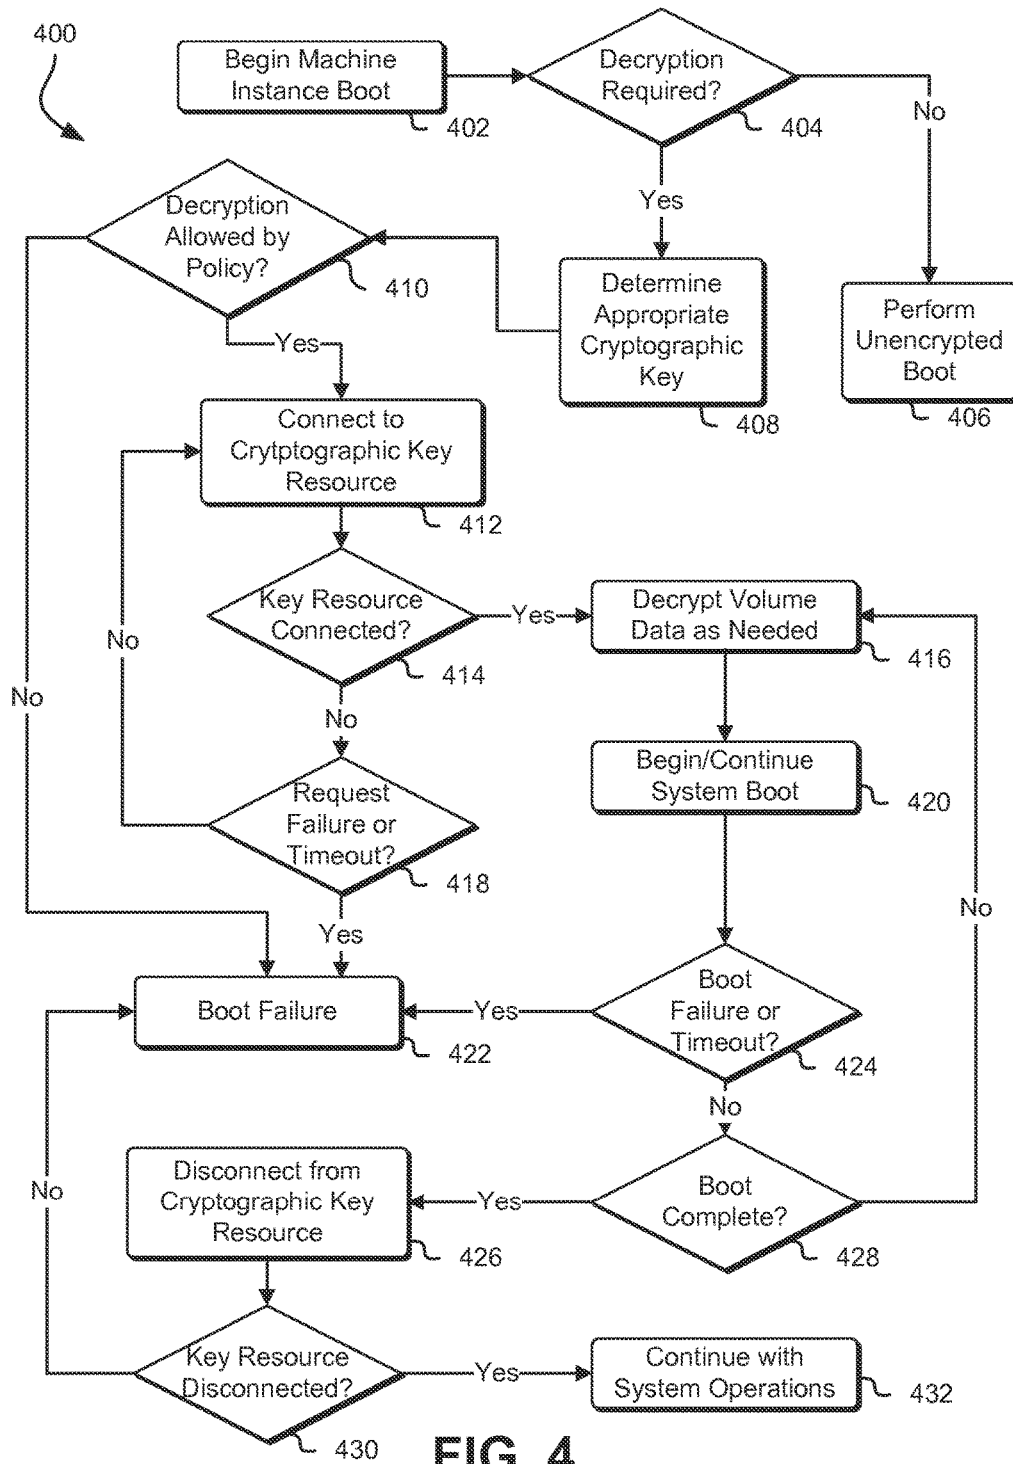 400
Begin Machine
Instance Boot
402
Decryption
Required?
404
No
Yes
Decryption
Allowed by
Policy?
410
Determine
Appropriate
Cryptographic
Key
408
Perform
Unencrypted
Boot
406
Yes
Connect to
Crytptographic Key
Resource
412
Key Resource
Connected?
414
Yes
Decrypt Volume
Data as Needed
416
No
No
No
Request
Failure or
Timeout?
418
Begin/Continue
System Boot
420
Yes
No
Boot Failure
422
Yes
Boot
Failure or
Timeout?
424
No
Disconnect from
Cryptographic Key
Resource
426
Yes
Boot
Complete?
428
No
Key Resource
Disconnected?
430
Yes
Continue with
System Operations
432
FIG. 4